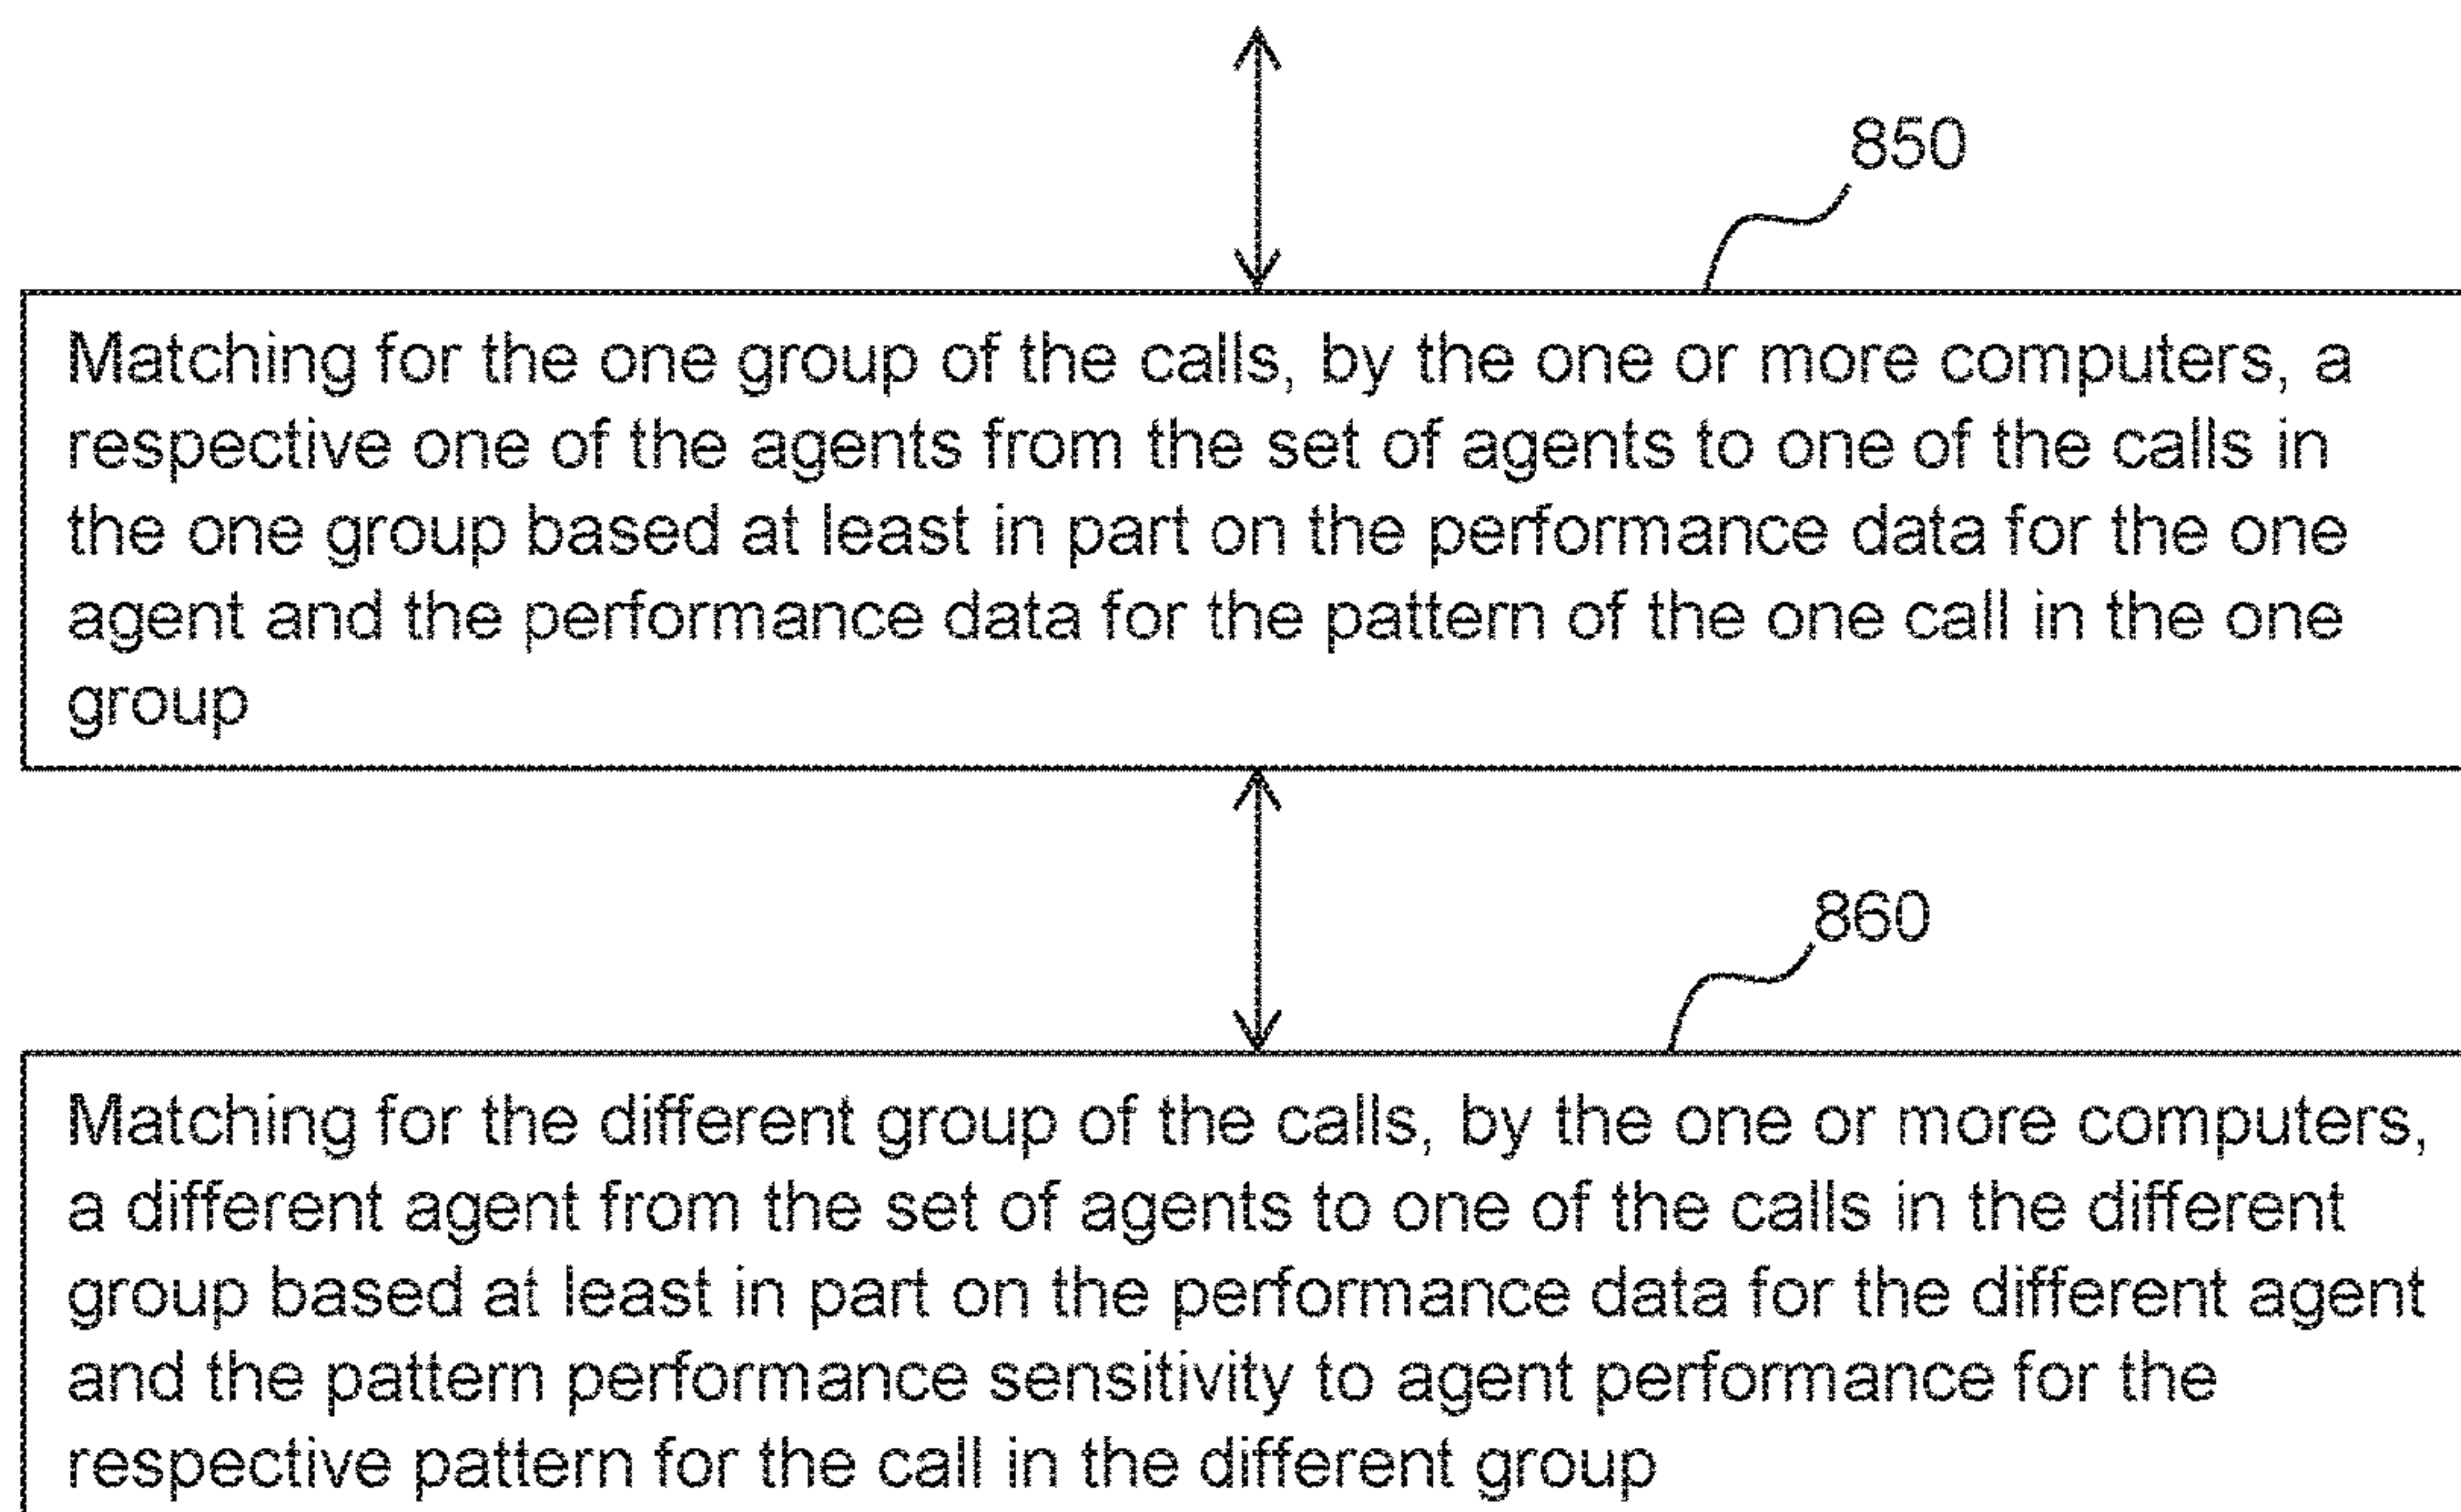 850
Matching for the one group of the calls, by the one or more computers, a
respective one of the agents from the set of agents to one of the calls in
the one group based at least in part on the performance data for the one
agent and the performance data for the pattern of the one call in the one
group
860
Matching for the different group of the calls, by the one or more computers,
a different agent from the set of agents to one of the calls in the different
group based at least in part on the performance data for the different agent
and the pattern performance sensitivity to agent performance for the
respective pattern for the call in the different group